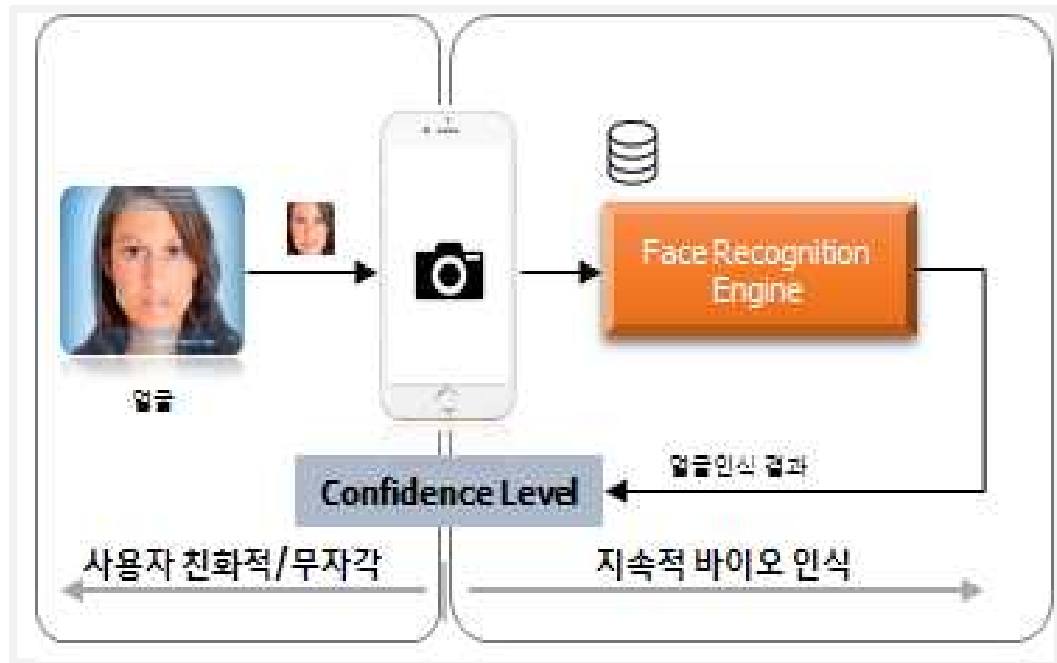 Face Recognition
Engine
얼굴
얼굴인식 결과
Confidence Level
사용자 친화적/무자각
지속적 바이오 인식